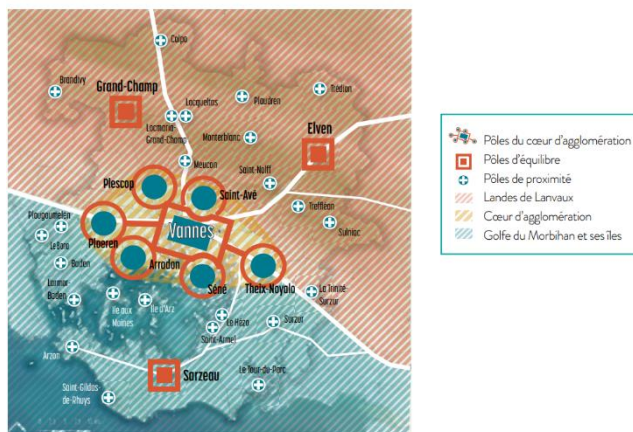 Colpo
Brandivy
Grand-Champ
Locqueltas
Plaudren
Trédion
Locmaria-
Grand-Champ
Monterblanc
Elven
Meucon
Saint-Nolff
Plescop
Saint-Avé
Treffléan
Sulniac
Plougoumelen
Vannes
Ploeren
Le Bono
Baden
Arradon
Séné
Theix-Noyalo
La Trinité-
Surzur
Larmor-
Baden
Ile aux
Moines
Ile d'Arz
Le Hézo
Surzur
Saint-Armel
Arzon
Sarzeau
Le Tour-du-Parc
Saint-Gildas
de-Rhuys
Pôles du cœur d'agglomération
Pôles d'équilibre
Pôles de proximité
Landes de Lanvaux
Cœur d'agglomération
Golfe du Morbihan et ses îles